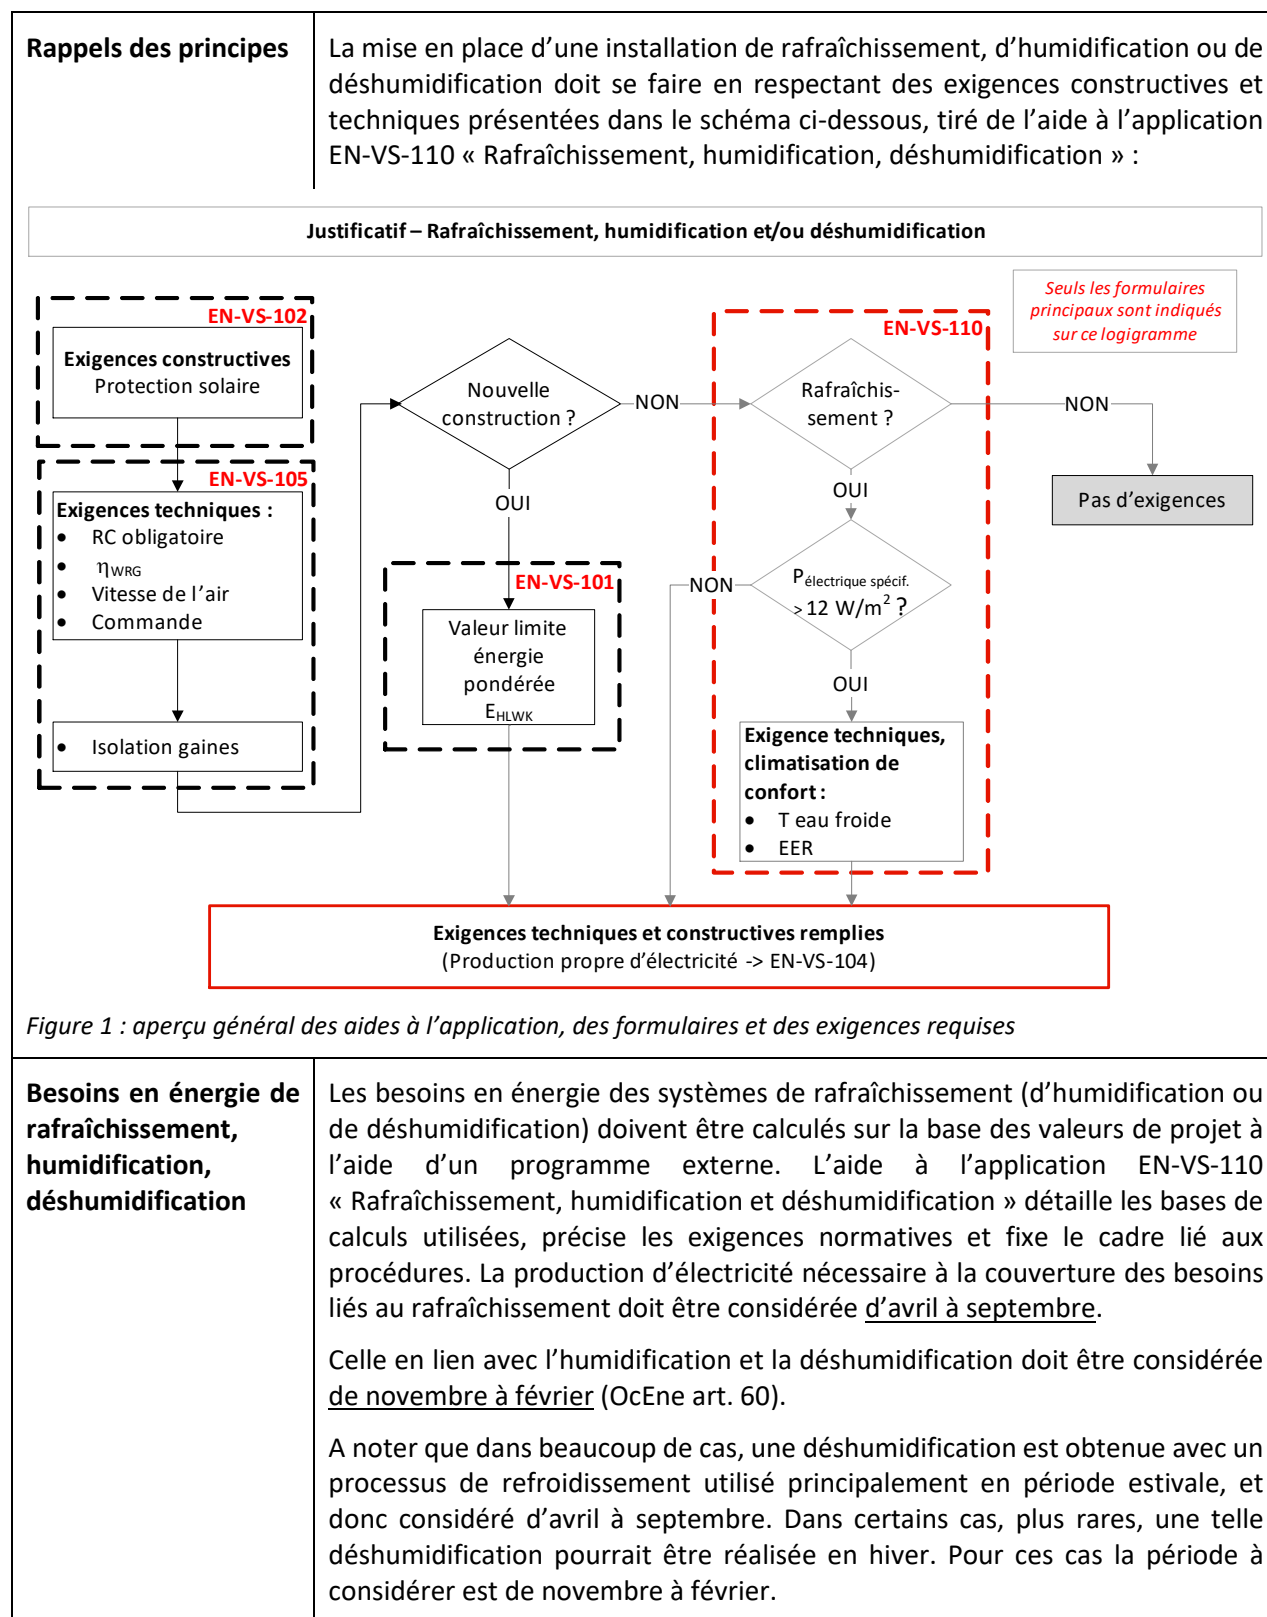 Rappels des principes
La mise en place d’une installation de rafraîchissement, d’humidification ou de
déshumidification doit se faire en respectant des exigences constructives et
techniques présentées dans le schéma ci-dessous, tiré de l’aide à l’application
EN-VS-110 « Rafraîchissement, humidification, déshumidification » :
Justificatif – Rafraîchissement, humidification et/ou déshumidification
Seuls les formulaires
principaux sont indiqués
sur ce logigramme
EN-VS-102
Exigences constructives
Protection solaire
EN-VS-105
Exigences techniques :
• RC obligatoire
• ηWRG
• Vitesse de l’air
• Commande
• Isolation gaines
Nouvelle
construction ?
NON
OUI
EN-VS-101
Valeur limite
énergie
pondérée
EHLWK
EN-VS-110
Rafraîchis-
sement ?
NON
Pas d’exigences
OUI
Pélectrique spécif.
> 12 W/m² ?
NON
OUI
Exigence techniques,
climatisation de
confort :
• T eau froide
• EER
Exigences techniques et constructives remplies
(Production propre d’électricité -> EN-VS-104)
Figure 1 : aperçu général des aides à l’application, des formulaires et des exigences requises
Besoins en énergie de
rafraîchissement,
humidification,
déshumidification
Les besoins en énergie des systèmes de rafraîchissement (d’humidification ou
de déshumidification) doivent être calculés sur la base des valeurs de projet à
l’aide d’un programme externe. L’aide à l’application EN-VS-110
« Rafraîchissement, humidification et déshumidification » détaille les bases de
calculs utilisées, précise les exigences normatives et fixe le cadre lié aux
procédures. La production d’électricité nécessaire à la couverture des besoins
liés au rafraîchissement doit être considérée d’avril à septembre.
Celle en lien avec l’humidification et la déshumidification doit être considérée
de novembre à février (OcEne art. 60).
A noter que dans beaucoup de cas, une déshumidification est obtenue avec un
processus de refroidissement utilisé principalement en période estivale, et
donc considéré d’avril à septembre. Dans certains cas, plus rares, une telle
déshumidification pourrait être réalisée en hiver. Pour ces cas la période à
considérer est de novembre à février.